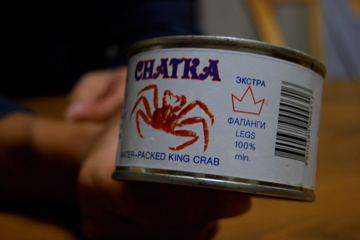 CHATKA
ЭКСТРА
ФАЛАНГИ
LEGS
100%
min.
WATER-PACKED KING CRAB